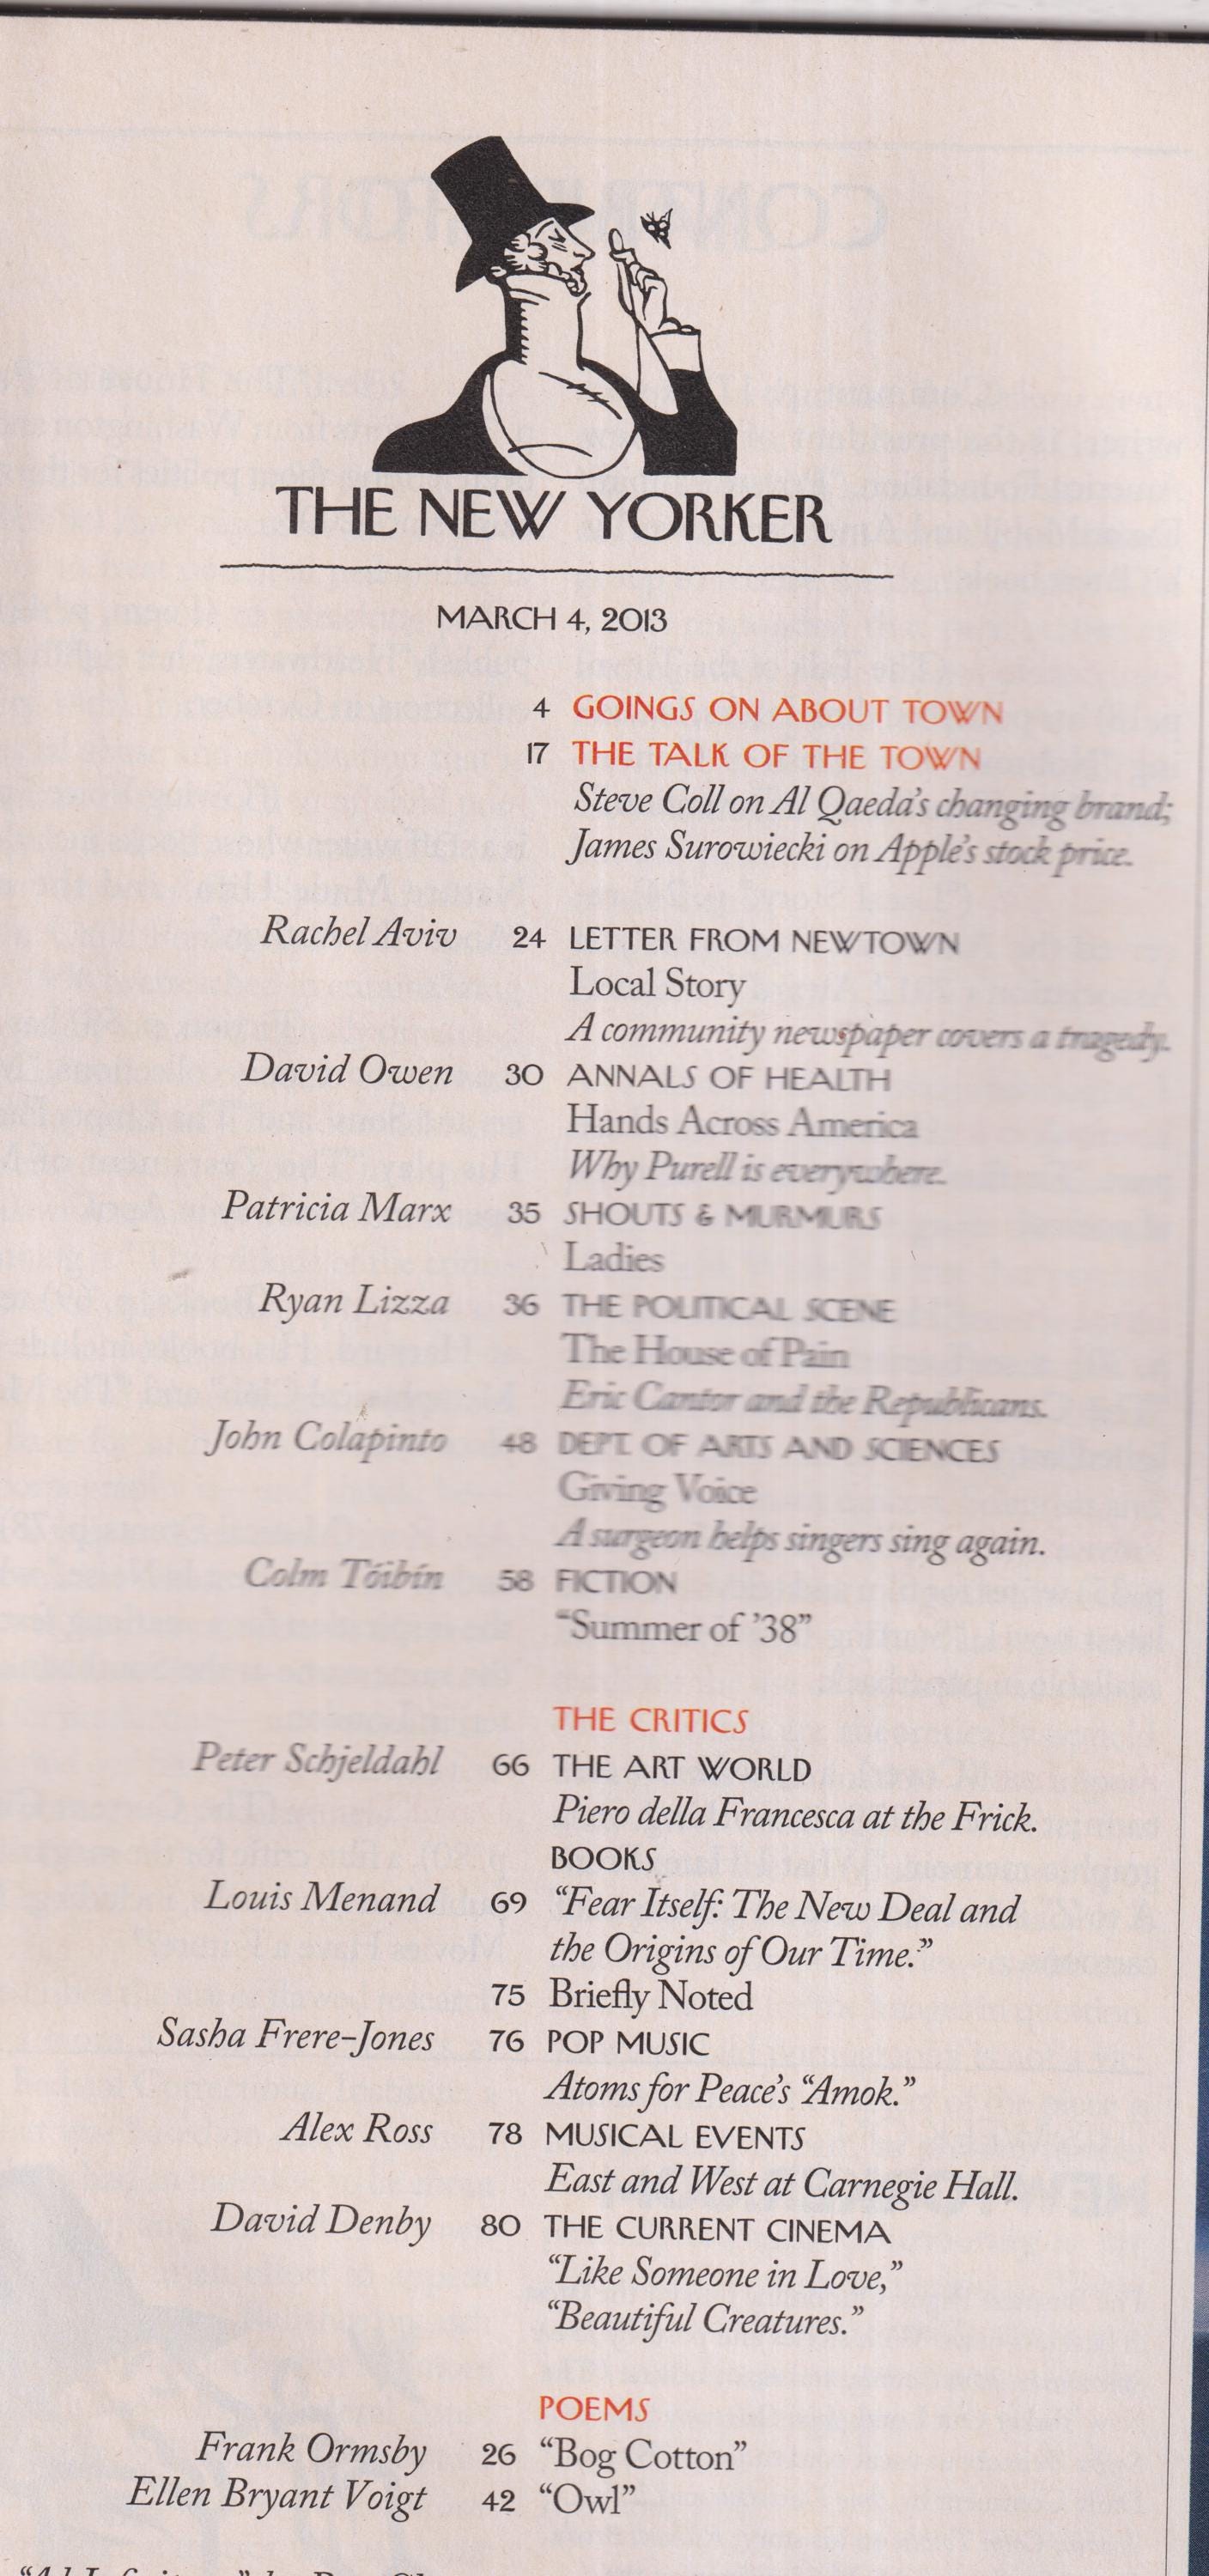 THE NEW YORKER
MARCH 4, 2013
4 GOINGS ON ABOUT TOWN
17 THE TALK OF THE TOWN
Steve Coll on Al Qaeda's changing brand;
James Surowiecki on Apple's stock price.
Rachel Aviv 24 LETTER FROM NEWTOWN
Local Story
A community newspaper covers a tragedy.
David Owen 30 ANNALS OF HEALTH
Hands Across America
Why Purell is everywhere.
Patricia Marx 35 SHOUTS & MURMURS
Ladies
Ryan Lizza 36 THE POLITICAL SCENE
The House of Pain
Eric Cantor and the Republicans.
John Colapinto 48 DEPT. OF ARTS AND SCIENCES
Giving Voice
A surgeon helps singers sing again.
Colm Tóibín 58 FICTION
“Summer of ’38”
THE CRITICS
Peter Schjeldahl 66 THE ART WORLD
Piero della Francesca at the Frick.
BOOKS
Louis Menand 69 “Fear Itself: The New Deal and
the Origins of Our Time.”
75 Briefly Noted
Sasha Frere-Jones 76 POP MUSIC
Atoms for Peace’s “Amok.”
Alex Ross 78 MUSICAL EVENTS
East and West at Carnegie Hall.
David Denby 80 THE CURRENT CINEMA
“Like Someone in Love,”
“Beautiful Creatures.”
POEMS
Frank Ormsby 26 “Bog Cotton”
Ellen Bryant Voigt 42 “Owl”